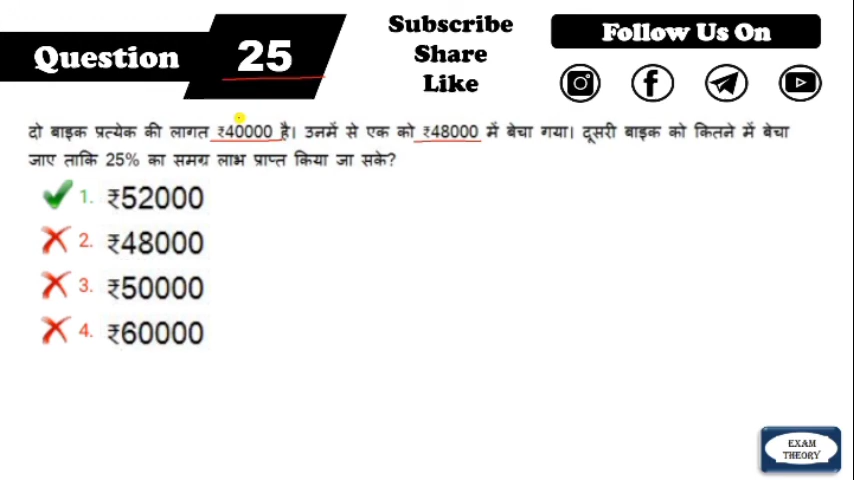 Question 25
Subscribe
Share
Like
Follow Us On
दो बाइक प्रत्येक की लागत ₹40000 है। उनमें से एक को ₹48000 में बेचा गया। दूसरी बाइक को कितने में बेचा
जाए ताकि 25% का समग्र लाभ प्राप्त किया जा सके?
1. ₹52000
2. ₹48000
3. ₹50000
4. ₹60000
EXAM
THEORY